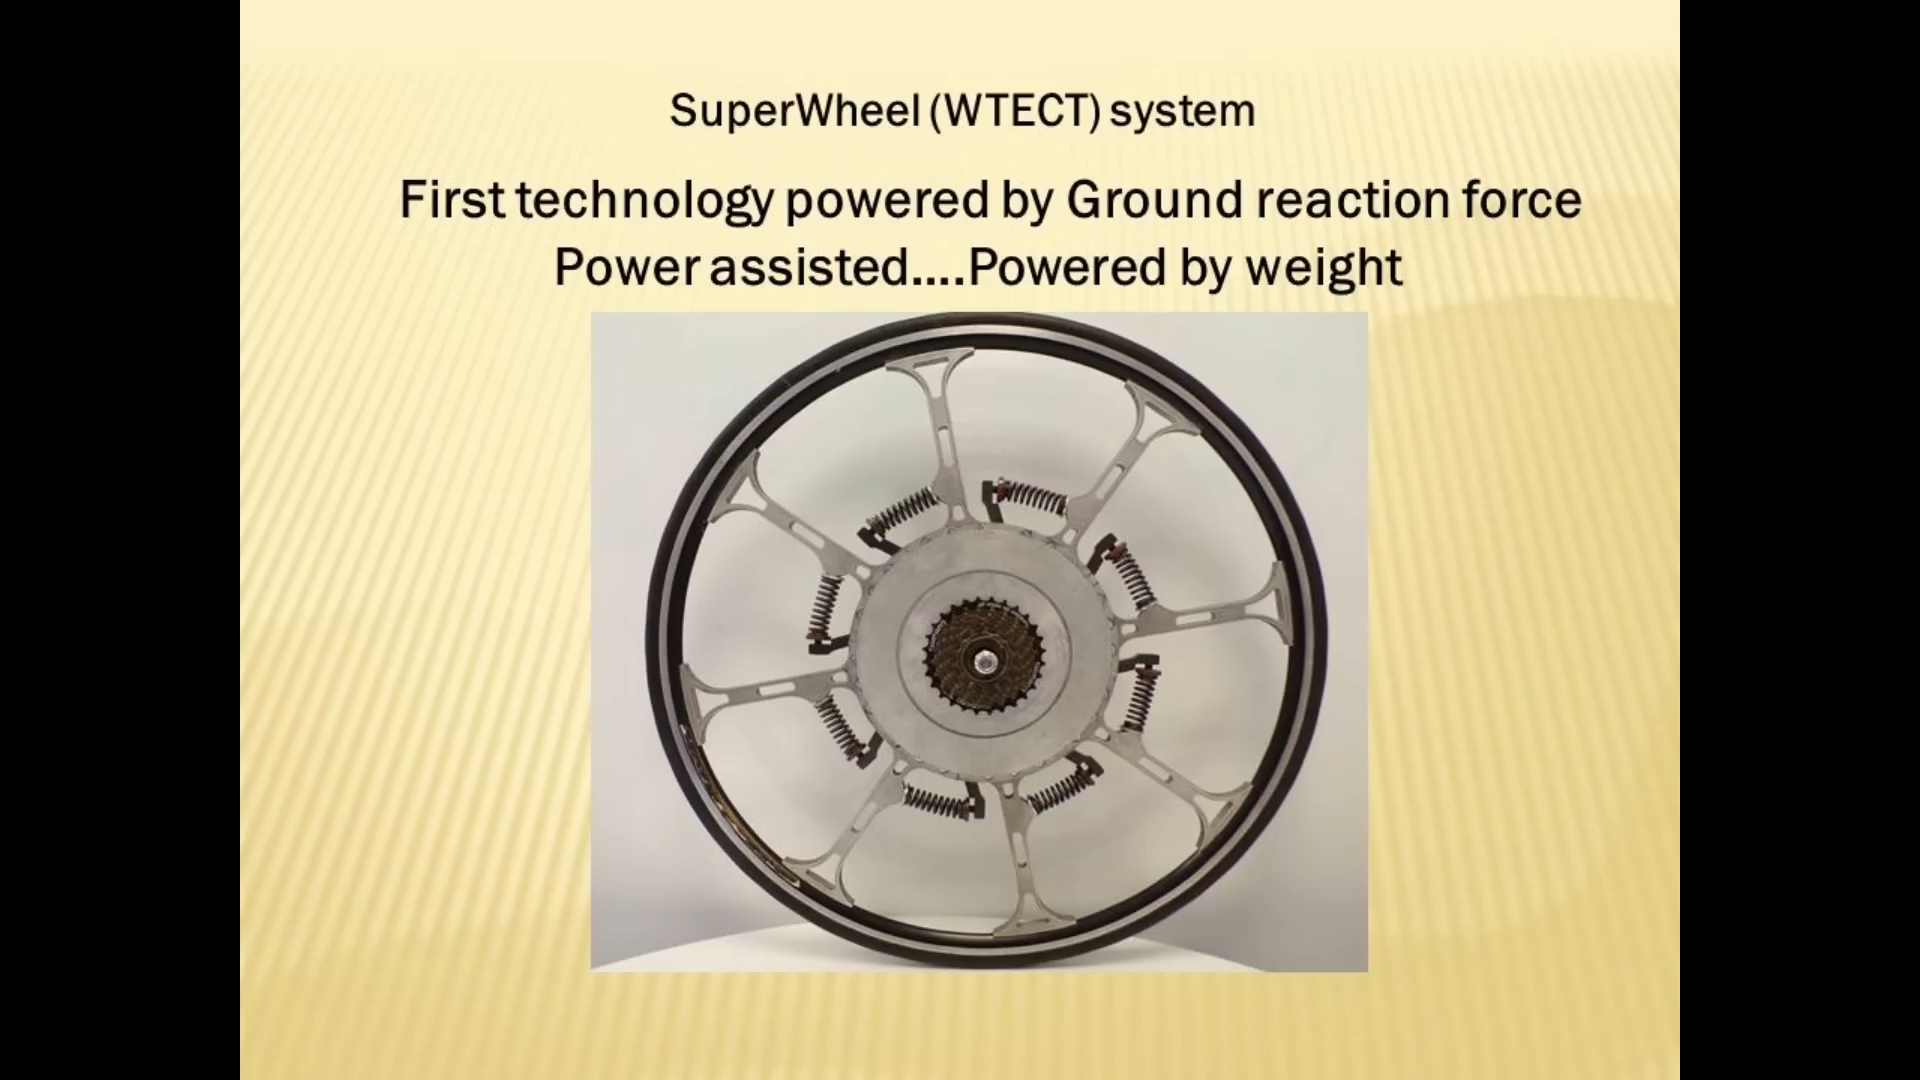 SuperWheel (WTECT) system
First technology powered by Ground reaction force
Power assisted....Powered by weight